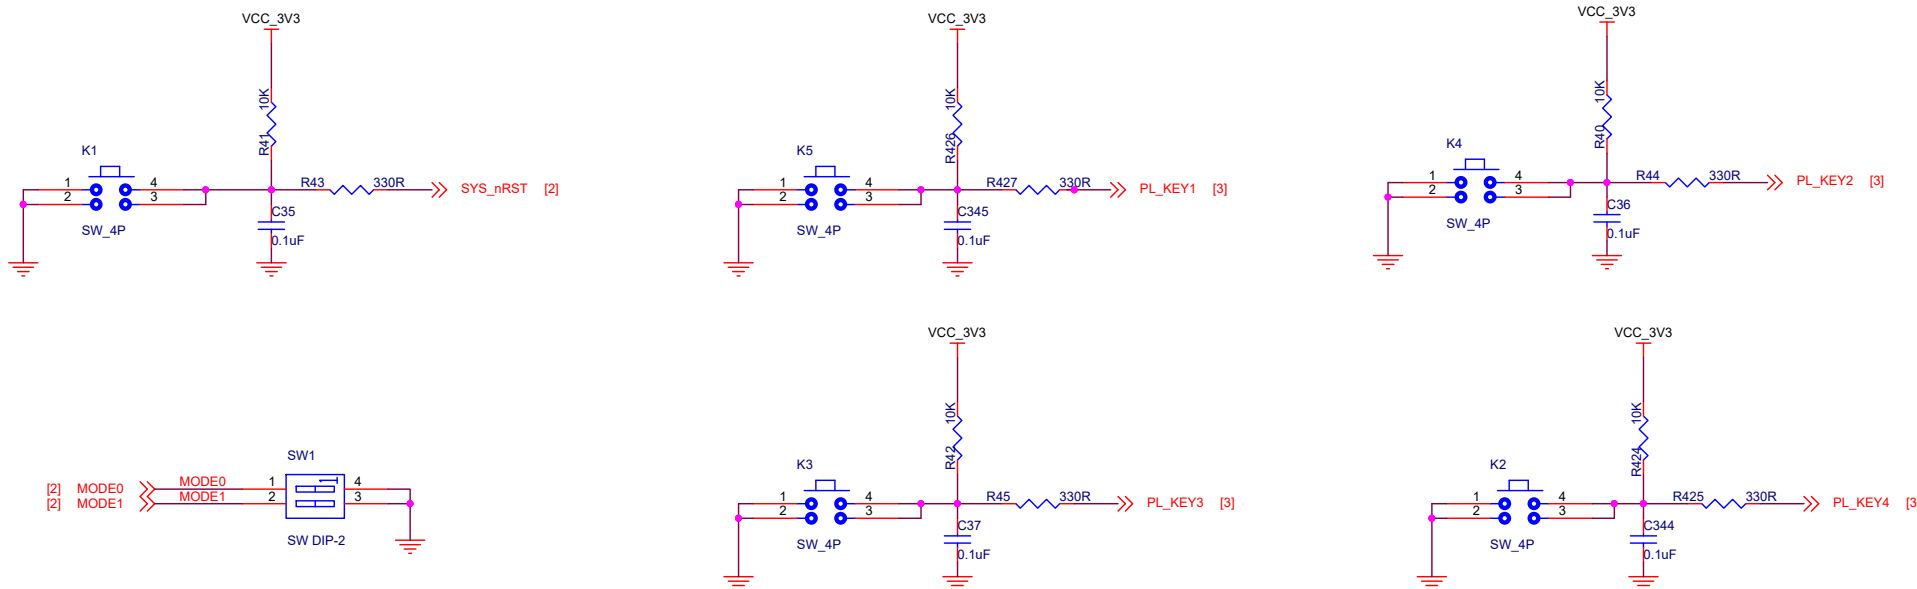 VCC_3V3
10K
R41
K1
1
2
4
3
SW_4P
R43
330R
SYS_nRST [2]
C35
0.1uF
VCC_3V3
10K
R426
K5
1
2
4
3
SW_4P
R427
330R
PL_KEY1 [3]
C345
0.1uF
VCC_3V3
10K
R40
K4
1
2
4
3
SW_4P
R44
330R
PL_KEY2 [3]
C36
0.1uF
SW1
[2] MODE0
MODE0
1
4
[2] MODE1
MODE1
2
3
1
SW DIP-2
VCC_3V3
10K
R42
K3
1
2
4
3
SW_4P
R45
330R
PL_KEY3 [3]
C37
0.1uF
VCC_3V3
10K
R424
K2
1
2
4
3
SW_4P
R425
330R
PL_KEY4 [3
C344
0.1uF